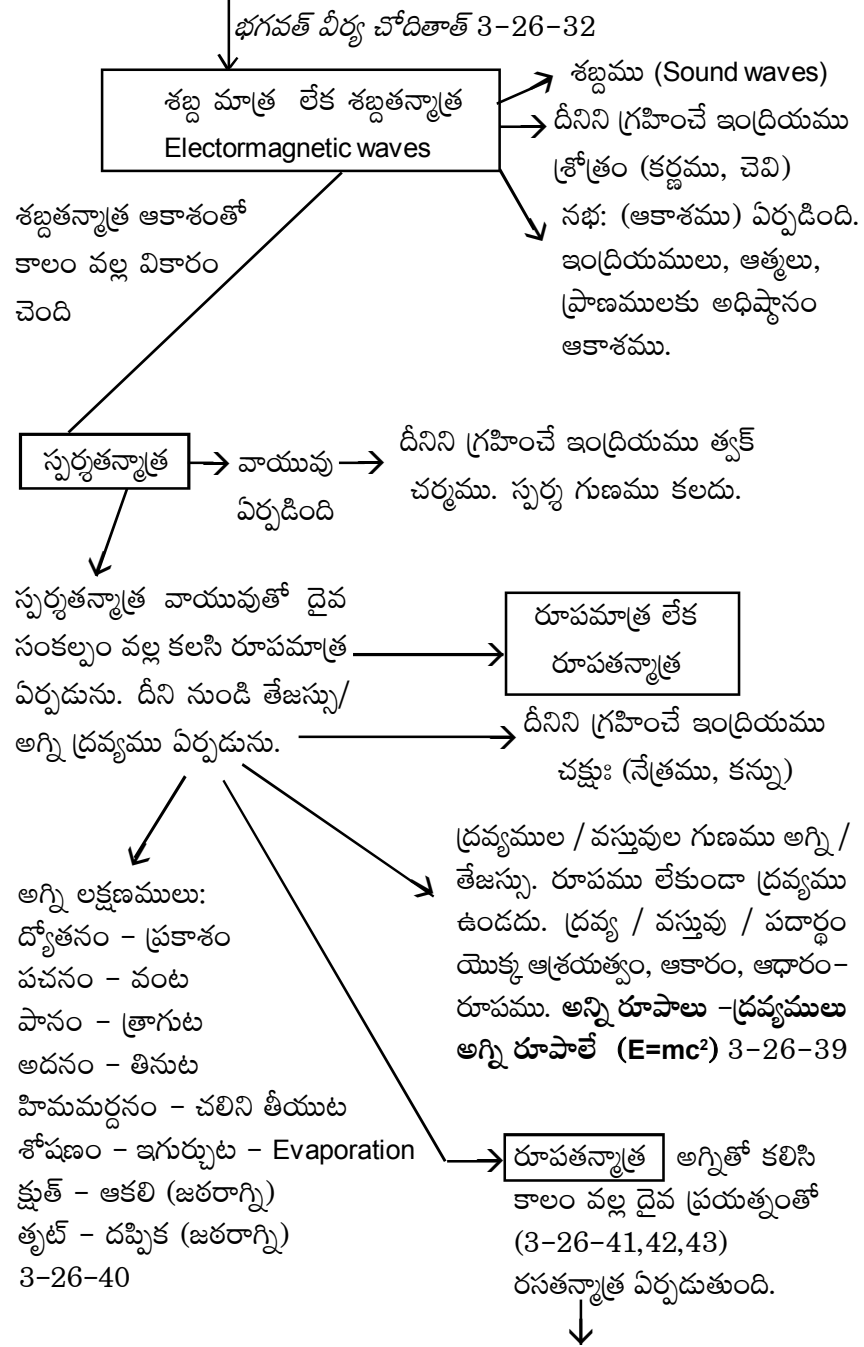 భగవత్ వీర్య చోదితాత్ 3-26-32
శబ్ద మాత్ర లేక శబ్దతన్మాత్ర
Electormagnetic waves
శబ్దము (Sound waves)
దీనిని గ్రహించే ఇంద్రియము
శ్రోత్రం (కర్ణము, చెవి)
నభ: (ఆకాశము) ఏర్పడింది.
ఇంద్రియములు, ఆత్మలు,
ప్రాణములకు అధిష్ఠానం
ఆకాశము.
శబ్దతన్మాత్ర ఆకాశంతో
కాలం వల్ల వికారం
చెంది
స్పర్శతన్మాత్ర
వాయువు
ఏర్పడింది
దీనిని గ్రహించే ఇంద్రియము త్వక్
చర్మము. స్పర్శ గుణము కలదు.
స్పర్శతన్మాత్ర వాయువుతో దైవ
సంకల్పం వల్ల కలసి రూపమాత్ర
ఏర్పడును. దీని నుండి తేజస్సు/
అగ్ని ద్రవ్యము ఏర్పడును.
రూపమాత్ర లేక
రూపతన్మాత్ర
దీనిని గ్రహించే ఇంద్రియము
చక్షుః (నేత్రము, కన్ను)
ద్రవ్యముల / వస్తువుల గుణము అగ్ని /
తేజస్సు. రూపము లేకుండా ద్రవ్యము
ఉండదు. ద్రవ్య / వస్తువు / పదార్థం
యొక్క ఆశ్రయత్వం, ఆకారం, ఆధారం-
రూపము. అన్ని రూపాలు -ద్రవ్యములు
అగ్ని రూపాలే (E=mc²) 3-26-39
అగ్ని లక్షణములు:
ద్యోతనం - ప్రకాశం
పచనం - వంట
పానం - త్రాగుట
అదనం - తినుట
హిమమర్దనం - చలిని తీయుట
శోషణం - ఇగుర్చుట - Evaporation
క్షుత్ - ఆకలి (జఠరాగ్ని)
తృట్ - దప్పిక (జఠరాగ్ని)
3-26-40
రూపతన్మాత్ర అగ్నితో కలిసి
కాలం వల్ల దైవ ప్రయత్నంతో
(3-26-41,42,43)
రసతన్మాత్ర ఏర్పడుతుంది.